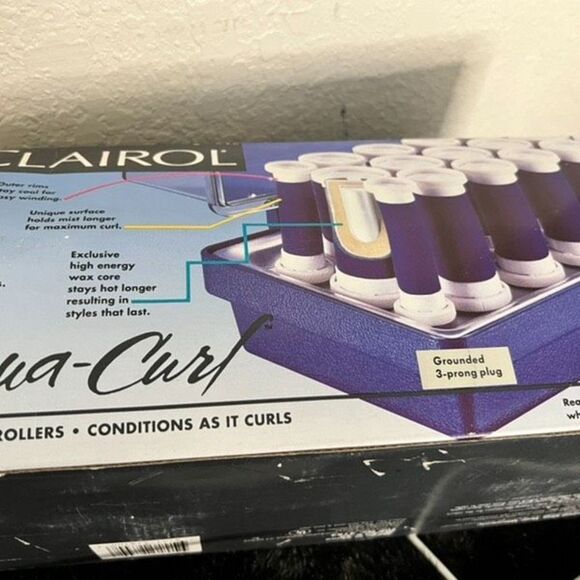 CLAIROL®
Outer rims
stay cool for
easy winding.
Unique surface
holds mist longer
for maximum curl.
Exclusive
high energy
wax core
stays hot longer
resulting in
styles that last.
ua-Curl
Grounded
3-prong plug
ROLLERS • CONDITIONS AS IT CURLS
Rea
wh